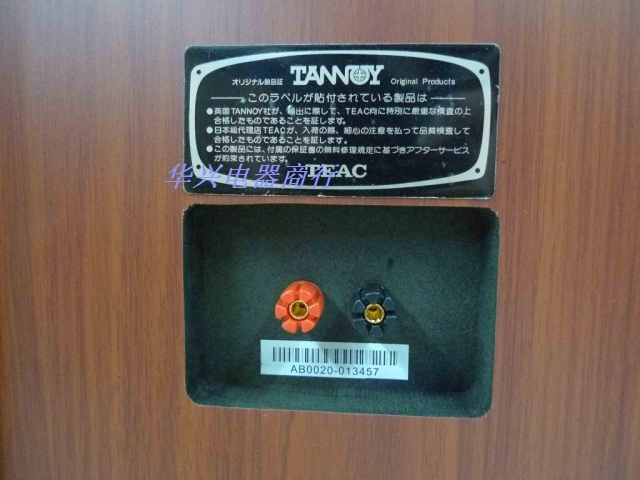 オリジナル製品証 TANNOY Original Products
このラベルが貼付されている製品は
●英国TANNOY社が、輸出に際して、TEAC向に特別に厳重な検査の上
合格したものであることを証します。
●日本総代理店TEACが、入荷の際、細心の注意を払って品質検査して
合格したものであることを証します。
●この製品には、付属の保証書の無料修理規定に基づきアフターサービス
が約束されています。
TEAC
华兴电器商行
AB0020-013457